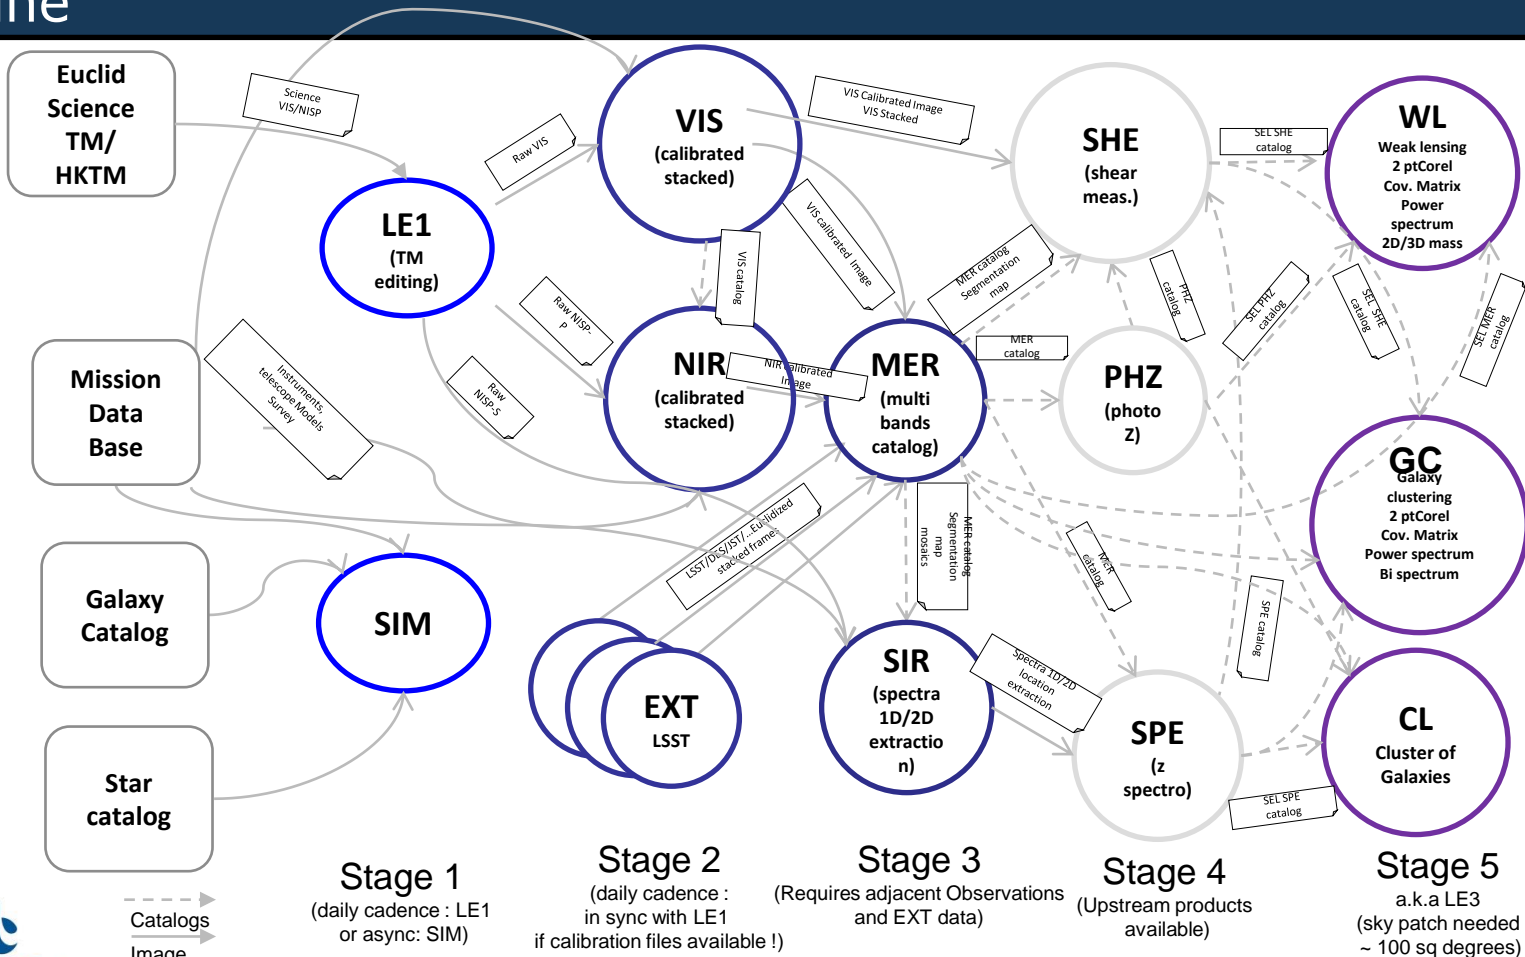 Euclid
Science
TM/
HKTM
Mission
Data
Base
Galaxy
Catalog
Star
catalog
Science
VIS/NISP
Raw VIS
LE1
(TM
editing)
Raw NISP-
P
Raw
NISP-S
Instruments,
telescope Models
Survey
SIM
VIS
(calibrated
stacked)
VIS catalog
NIR
(calibrated
stacked)
VIS Calibrated Image
VIS Stacked
VIS calibrated Image
NIR calibrated
Image
LSST/DES/JST/...Euclidized
stacked frames
EXT
LSST
MER
(multi
bands
catalog)
MER catalog
Segmentation
map
MER
catalog
MER catalog
Segmentation
map
mosaics
SIR
(spectra
1D/2D
extractio
n)
Spectra 1D/2D
location
extraction
MER
catalog
SHE
(shear
meas.)
PHZ
catalog
PHZ
(photo
Z)
SPE
(z
spectro)
SEL SHE
catalog
SEL PHZ
catalog
SEL SHE
catalog
SEL MER
catalog
SPE catalog
SEL SPE
catalog
WL
Weak lensing
2 ptCorel
Cov. Matrix
Power
spectrum
2D/3D mass
GC
Galaxy
clustering
2 ptCorel
Cov. Matrix
Power spectrum
Bi spectrum
CL
Cluster of
Galaxies
Stage 1
(daily cadence : LE1
or async: SIM)
Stage 2
(daily cadence :
in sync with LE1
if calibration files available !)
Stage 3
(Requires adjacent Observations
and EXT data)
Stage 4
(Upstream products
available)
Stage 5
a.k.a LE3
(sky patch needed
~ 100 sq degrees)
Catalogs
Image